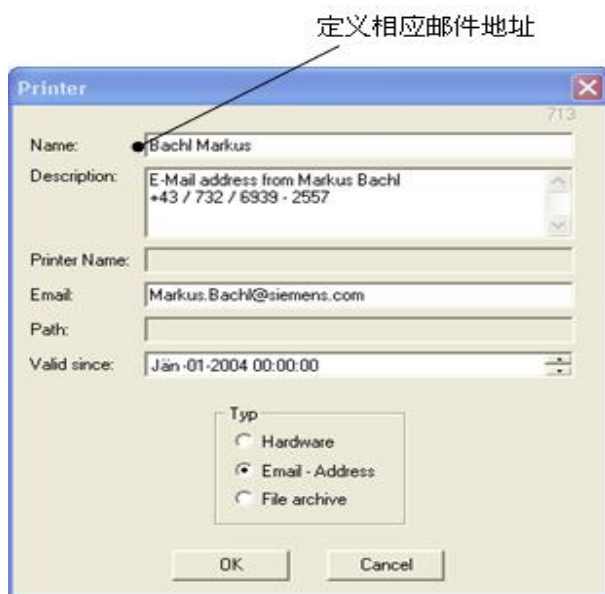 定义相应邮件地址
Printer
713
Name: Bachl Markus
Description: E-Mail address from Markus Bachl
+43 / 732 / 6939 - 2557
Printer Name:
Email: Markus.Bachl@siemens.com
Path:
Valid since: Jän-01-2004 00:00:00
Typ
Hardware
Email - Address
File archive
OK Cancel